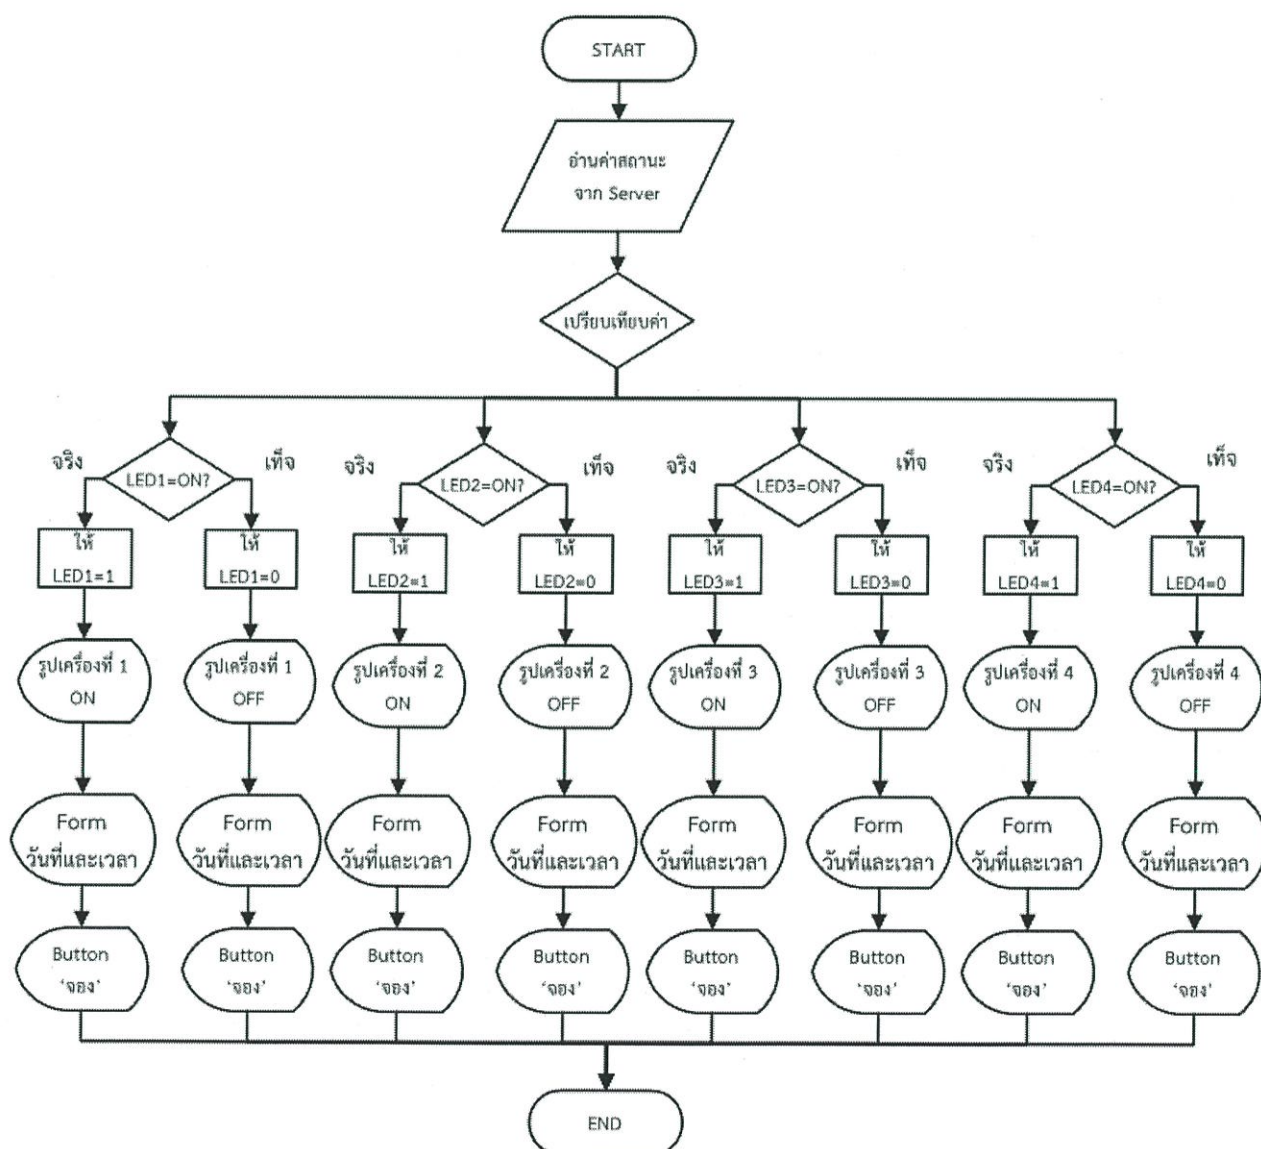 START
อ่านค่าสถานะ
จาก Server
เปรียบเทียบค่า
จริง
LED1=ON?
เท็จ
จริง
LED2=ON?
เท็จ
จริง
LED3=ON?
เท็จ
จริง
LED4=ON?
เท็จ
ให้
LED1=1
ให้
LED1=0
ให้
LED2=1
ให้
LED2=0
ให้
LED3=1
ให้
LED3=0
ให้
LED4=1
ให้
LED4=0
รูปเครื่องที่ 1
ON
รูปเครื่องที่ 1
OFF
รูปเครื่องที่ 2
ON
รูปเครื่องที่ 2
OFF
รูปเครื่องที่ 3
ON
รูปเครื่องที่ 3
OFF
รูปเครื่องที่ 4
ON
รูปเครื่องที่ 4
OFF
Form
วันที่และเวลา
Form
วันที่และเวลา
Form
วันที่และเวลา
Form
วันที่และเวลา
Form
วันที่และเวลา
Form
วันที่และเวลา
Form
วันที่และเวลา
Form
วันที่และเวลา
Button
‘จอง’
Button
‘จอง’
Button
‘จอง’
Button
‘จอง’
Button
‘จอง’
Button
‘จอง’
Button
‘จอง’
Button
‘จอง’
END